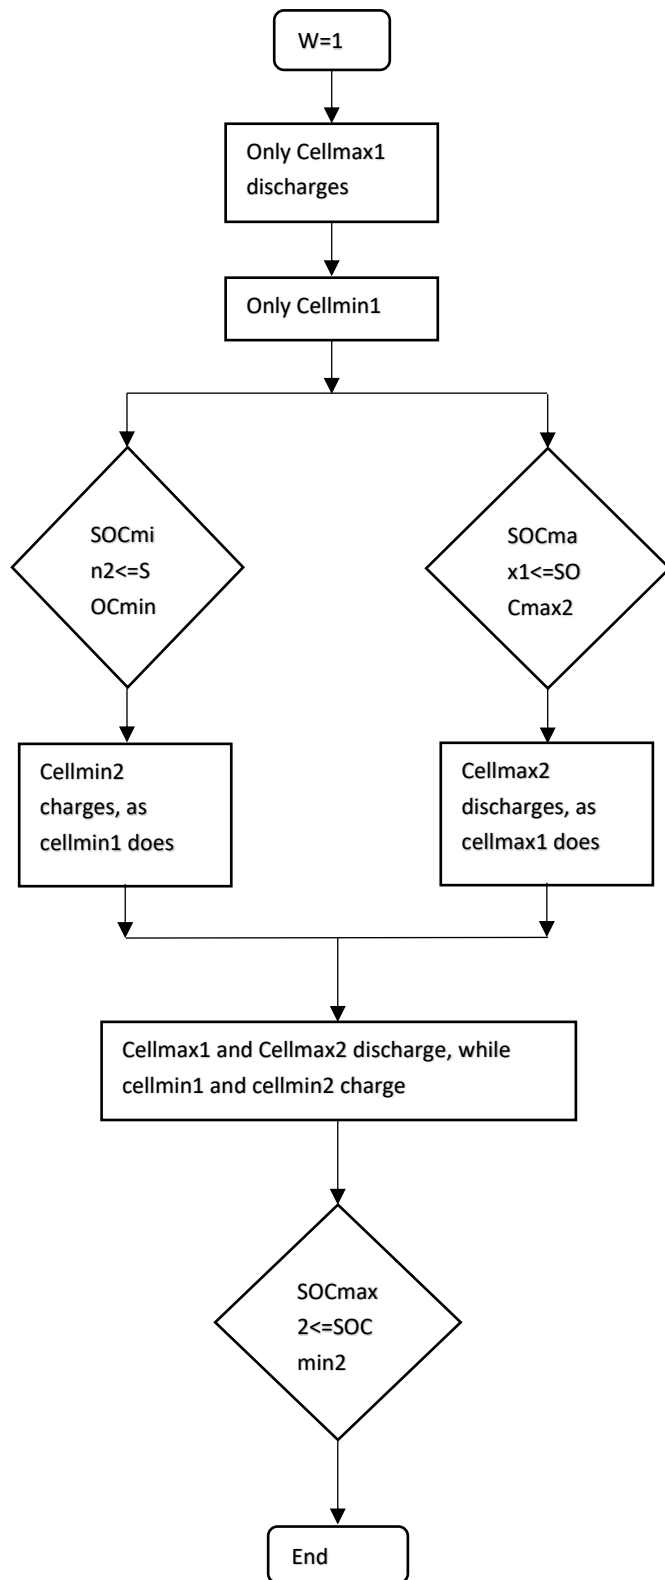 W=1
Only Cellmax1
discharges
Only Cellmin1
SOCmi
n2<=S
OCmin
SOCma
x1<=SO
Cmax2
Cellmin2
charges, as
cellmin1 does
Cellmax2
discharges, as
cellmax1 does
Cellmax1 and Cellmax2 discharge, while
cellmin1 and cellmin2 charge
SOCmax
2<=SOC
min2
End